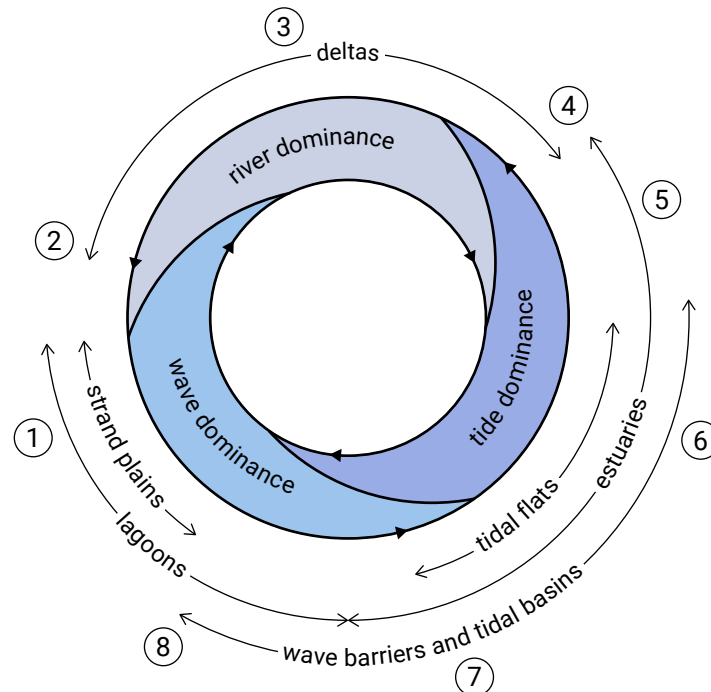 3
deltas
4
river dominance
5
2
wave dominance
tide dominance
strand plains
1
lagoons
tidal flats
estuaries
6
8
wave barriers and tidal basins
7